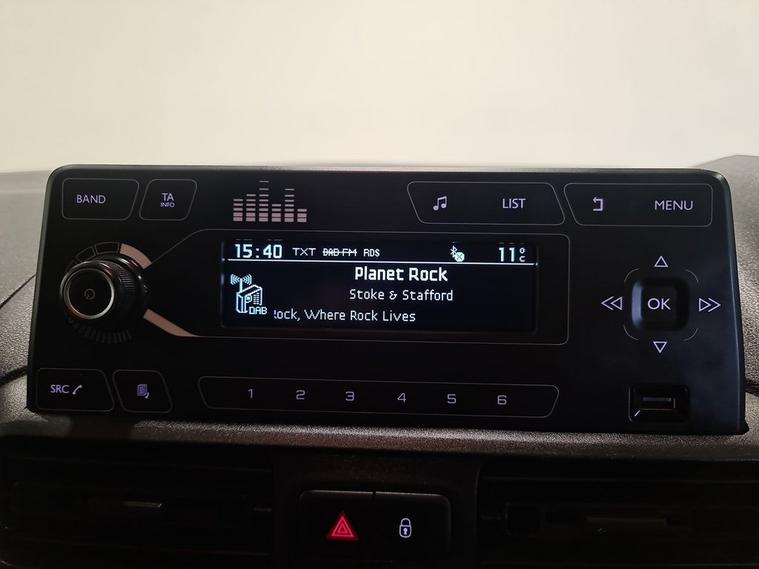 BAND
TA
INFO
LIST
MENU
15:40 TXT DAB-FM RDS 11°C
Planet Rock
Stoke & Stafford
DAB
ock, Where Rock Lives
OK
SRC
1 2 3 4 5 6